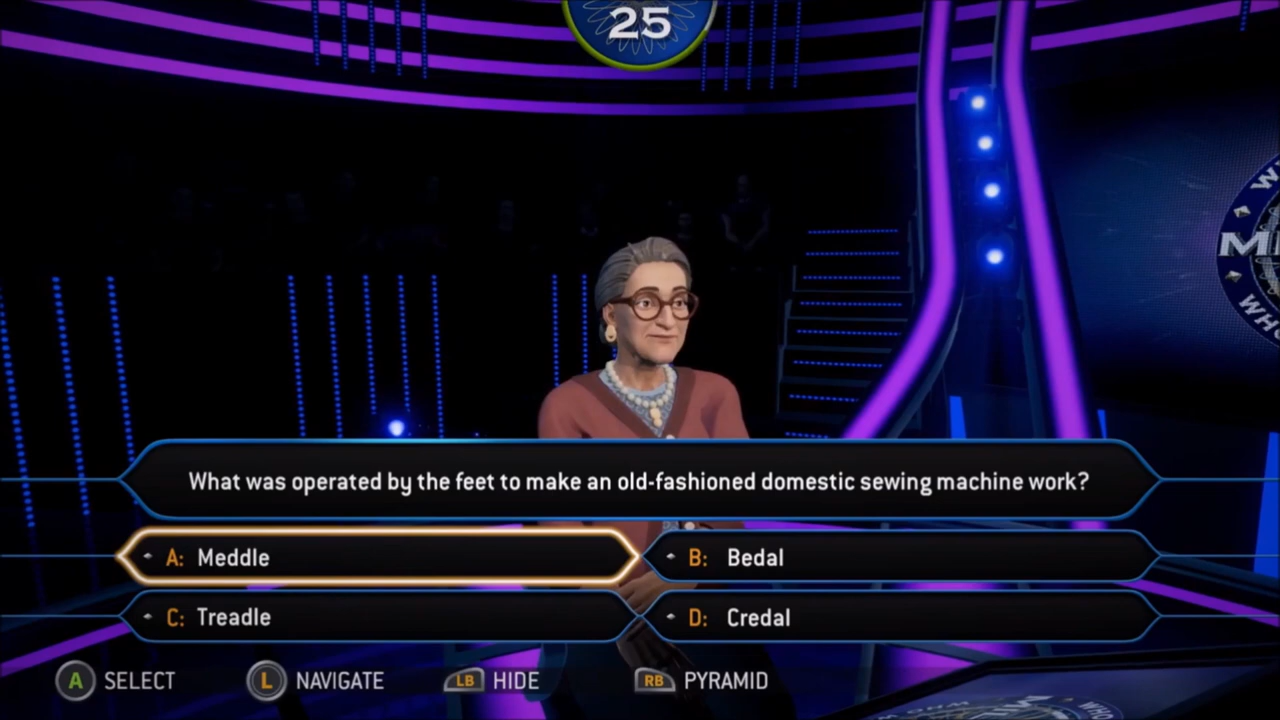 25
What was operated by the feet to make an old-fashioned domestic sewing machine work?
A: Meddle
B: Bedal
C: Treadle
D: Credal
A SELECT
L NAVIGATE
LB HIDE
RB PYRAMID